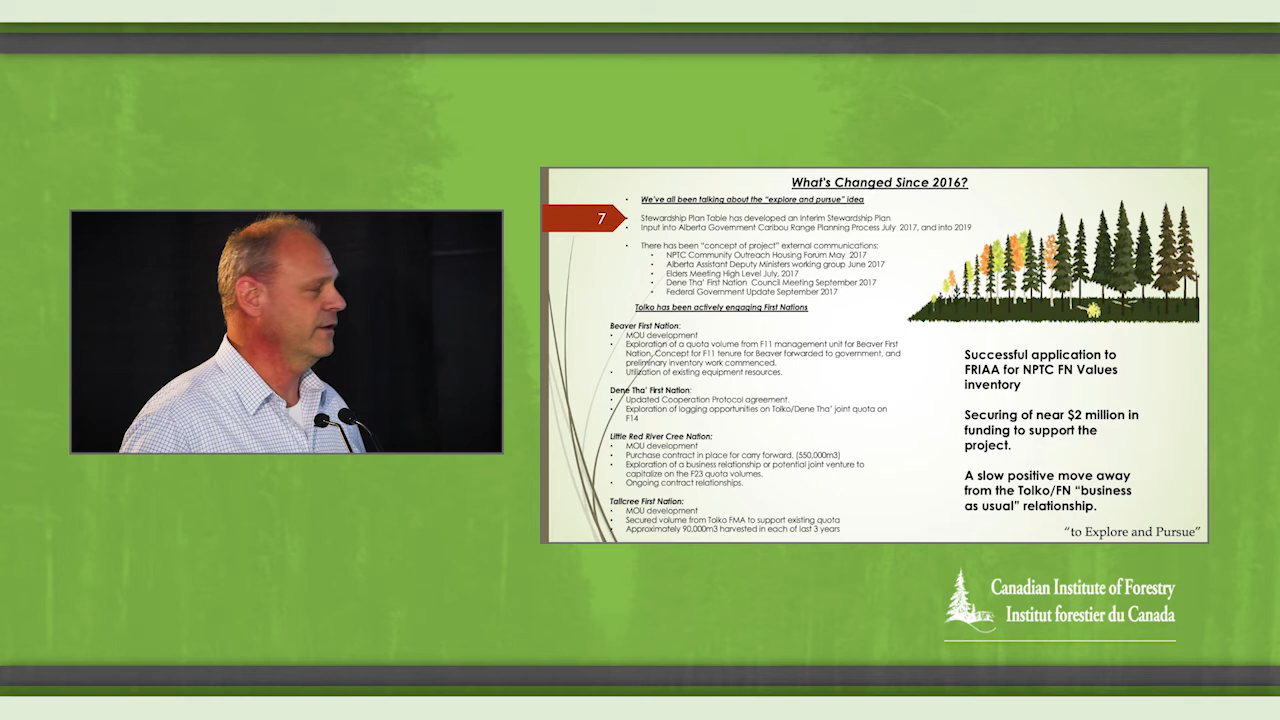 What's Changed Since 2016?
7
• We've all been talking about the "explore and pursue" idea
• Stewardship Plan Table has developed an Interim Stewardship Plan
• Input into Alberta Government Caribou Range Planning Process July 2017, and into 2019
• There has been "concept of project" external communications:
• NPTC Community Outreach Housing Forum May 2017
• Alberta Assistant Deputy Ministers working group June 2017
• Elders Meeting High Level July, 2017
• Dene Tha' First Nation Council Meeting September 2017
• Federal Government Update September 2017
Tolko has been actively engaging First Nations
Beaver First Nation:
• MOU development
• Exploration of a quota volume from F11 management unit for Beaver First
Nation. Concept for F11 tenure for Beaver forwarded to government, and
preliminary inventory work commenced.
• Utilization of existing equipment resources.
Dene Tha' First Nation:
• Updated Cooperation Protocol agreement.
• Exploration of logging opportunities on Tolko/Dene Tha' joint quota on
F14
Little Red River Cree Nation:
• MOU development
• Purchase contract in place for carry forward. (550,000m3)
• Exploration of a business relationship or potential joint venture to
capitalize on the F23 quota volumes.
• Ongoing contract relationships.
Tallcree First Nation:
• MOU development
• Secured volume from Tolko FMA to support existing quota
• Approximately 90,000m3 harvested in each of last 3 years
Successful application to
FRIAA for NPTC FN Values
inventory
Securing of near $2 million in
funding to support the
project.
A slow positive move away
from the Tolko/FN "business
as usual" relationship.
"to Explore and Pursue"
Canadian Institute of Forestry
Institut forestier du Canada